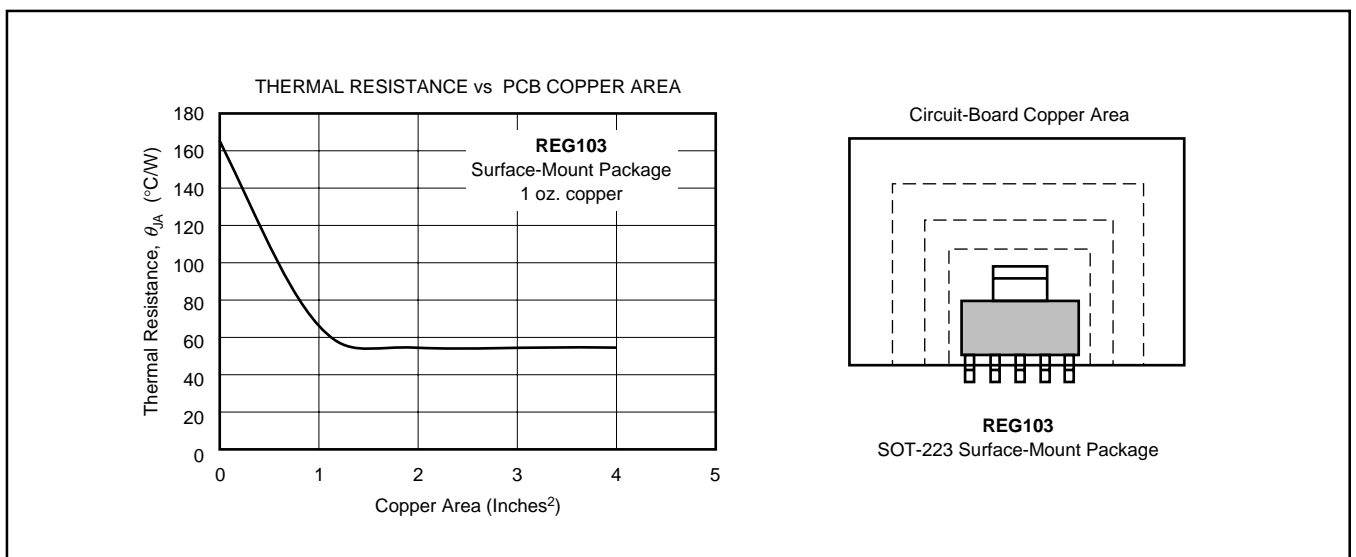 THERMAL RESISTANCE vs PCB COPPER AREA
180
160
140
120
100
80
60
40
20
0
Thermal Resistance, θJA (°C/W)
REG103
Surface-Mount Package
1 oz. copper
0 1 2 3 4 5
Copper Area (Inches²)
Circuit-Board Copper Area
REG103
SOT-223 Surface-Mount Package